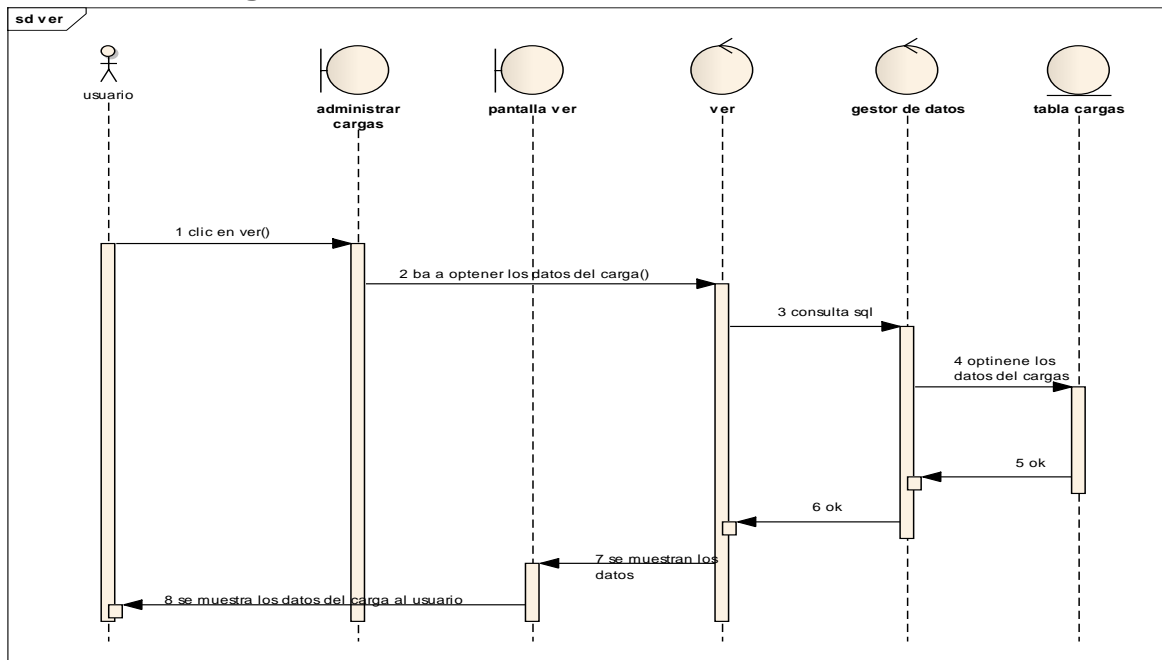 sd ver
usuario
administrar
cargas
pantalla ver
ver
gestor de datos
tabla cargas
1 clic en ver()
2 ba a optener los datos del carga()
3 consulta sql
4 optinene los
datos del cargas
5 ok
6 ok
7 se muestran los
datos
8 se muestra los datos del carga al usuario